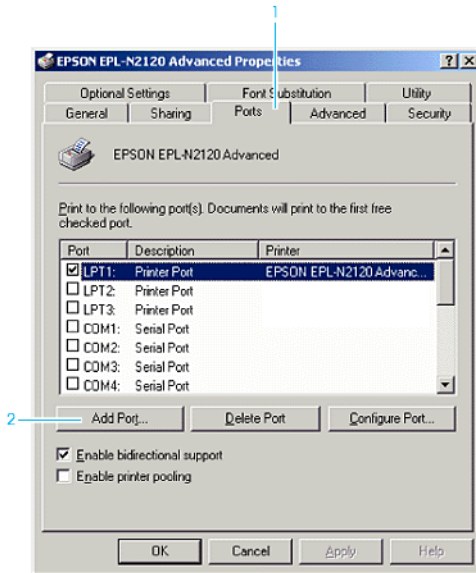 1
EPSON EPL-N2120 Advanced Properties
Optional Settings Font Substitution Utility
General Sharing Ports Advanced Security
EPSON EPL-N2120 Advanced
Print to the following port(s). Documents will print to the first free
checked port.
Port Description Printer
LPT1: Printer Port EPSON EPL-N2120 Advanc...
LPT2: Printer Port
LPT3: Printer Port
COM1: Serial Port
COM2: Serial Port
COM3: Serial Port
COM4: Serial Port
2 Add Port... Delete Port Configure Port...
Enable bidirectional support
Enable printer pooling
OK Cancel Apply Help